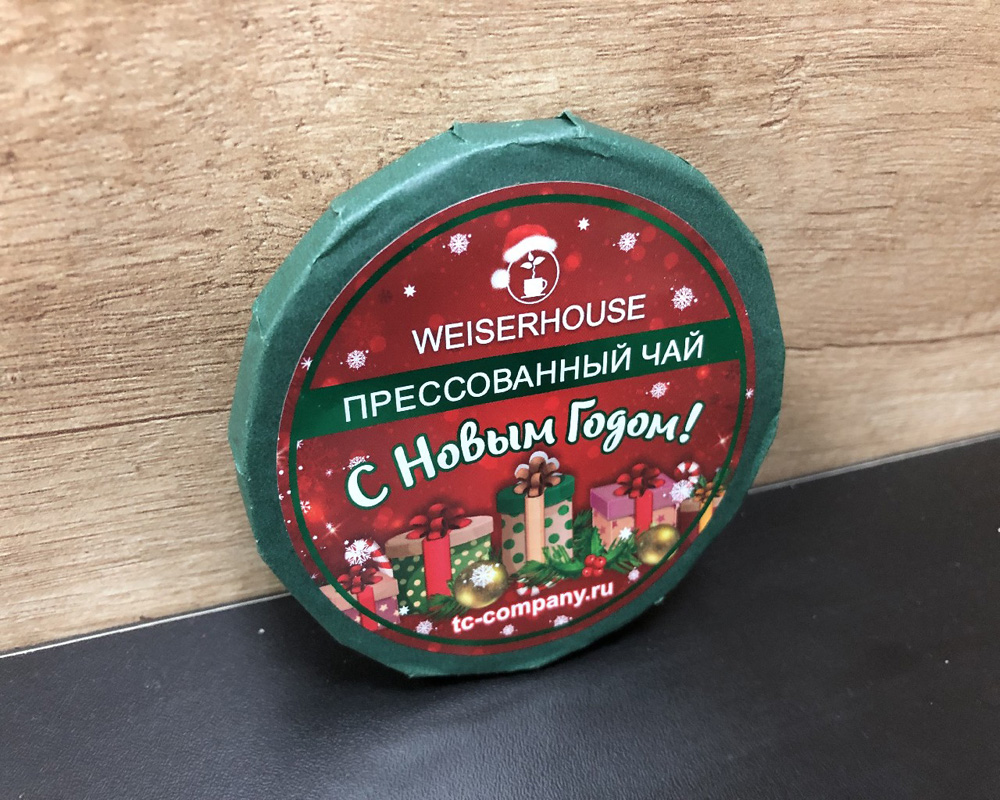 WEISERHOUSE
ПРЕССОВАННЫЙ ЧАЙ
С Новым Годом!
tc-company.ru